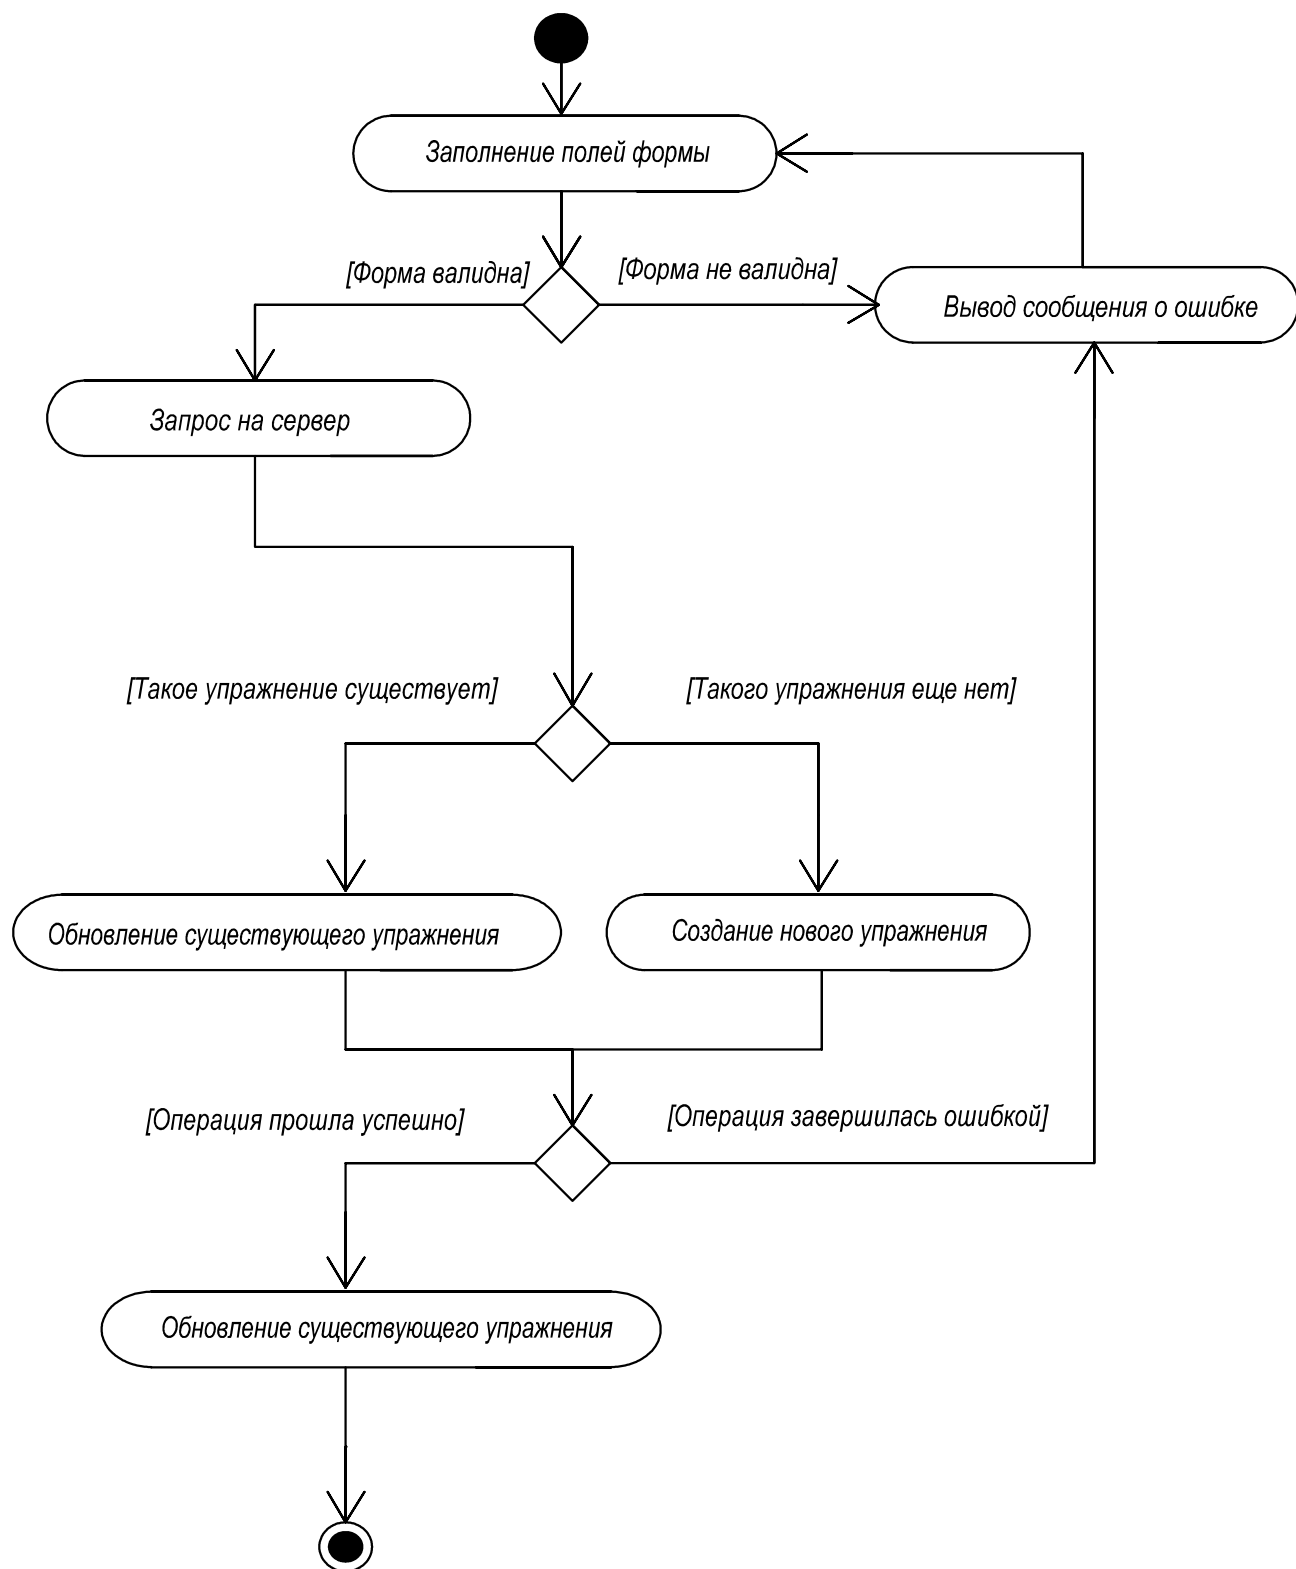 Заполнение полей формы
[Форма валидна]
[Форма не валидна]
Вывод сообщения о ошибке
Запрос на сервер
[Такое упражнение существует]
[Такого упражнения еще нет]
Обновление существующего упражнения
Создание нового упражнения
[Операция прошла успешно]
[Операция завершилась ошибкой]
Обновление существующего упражнения